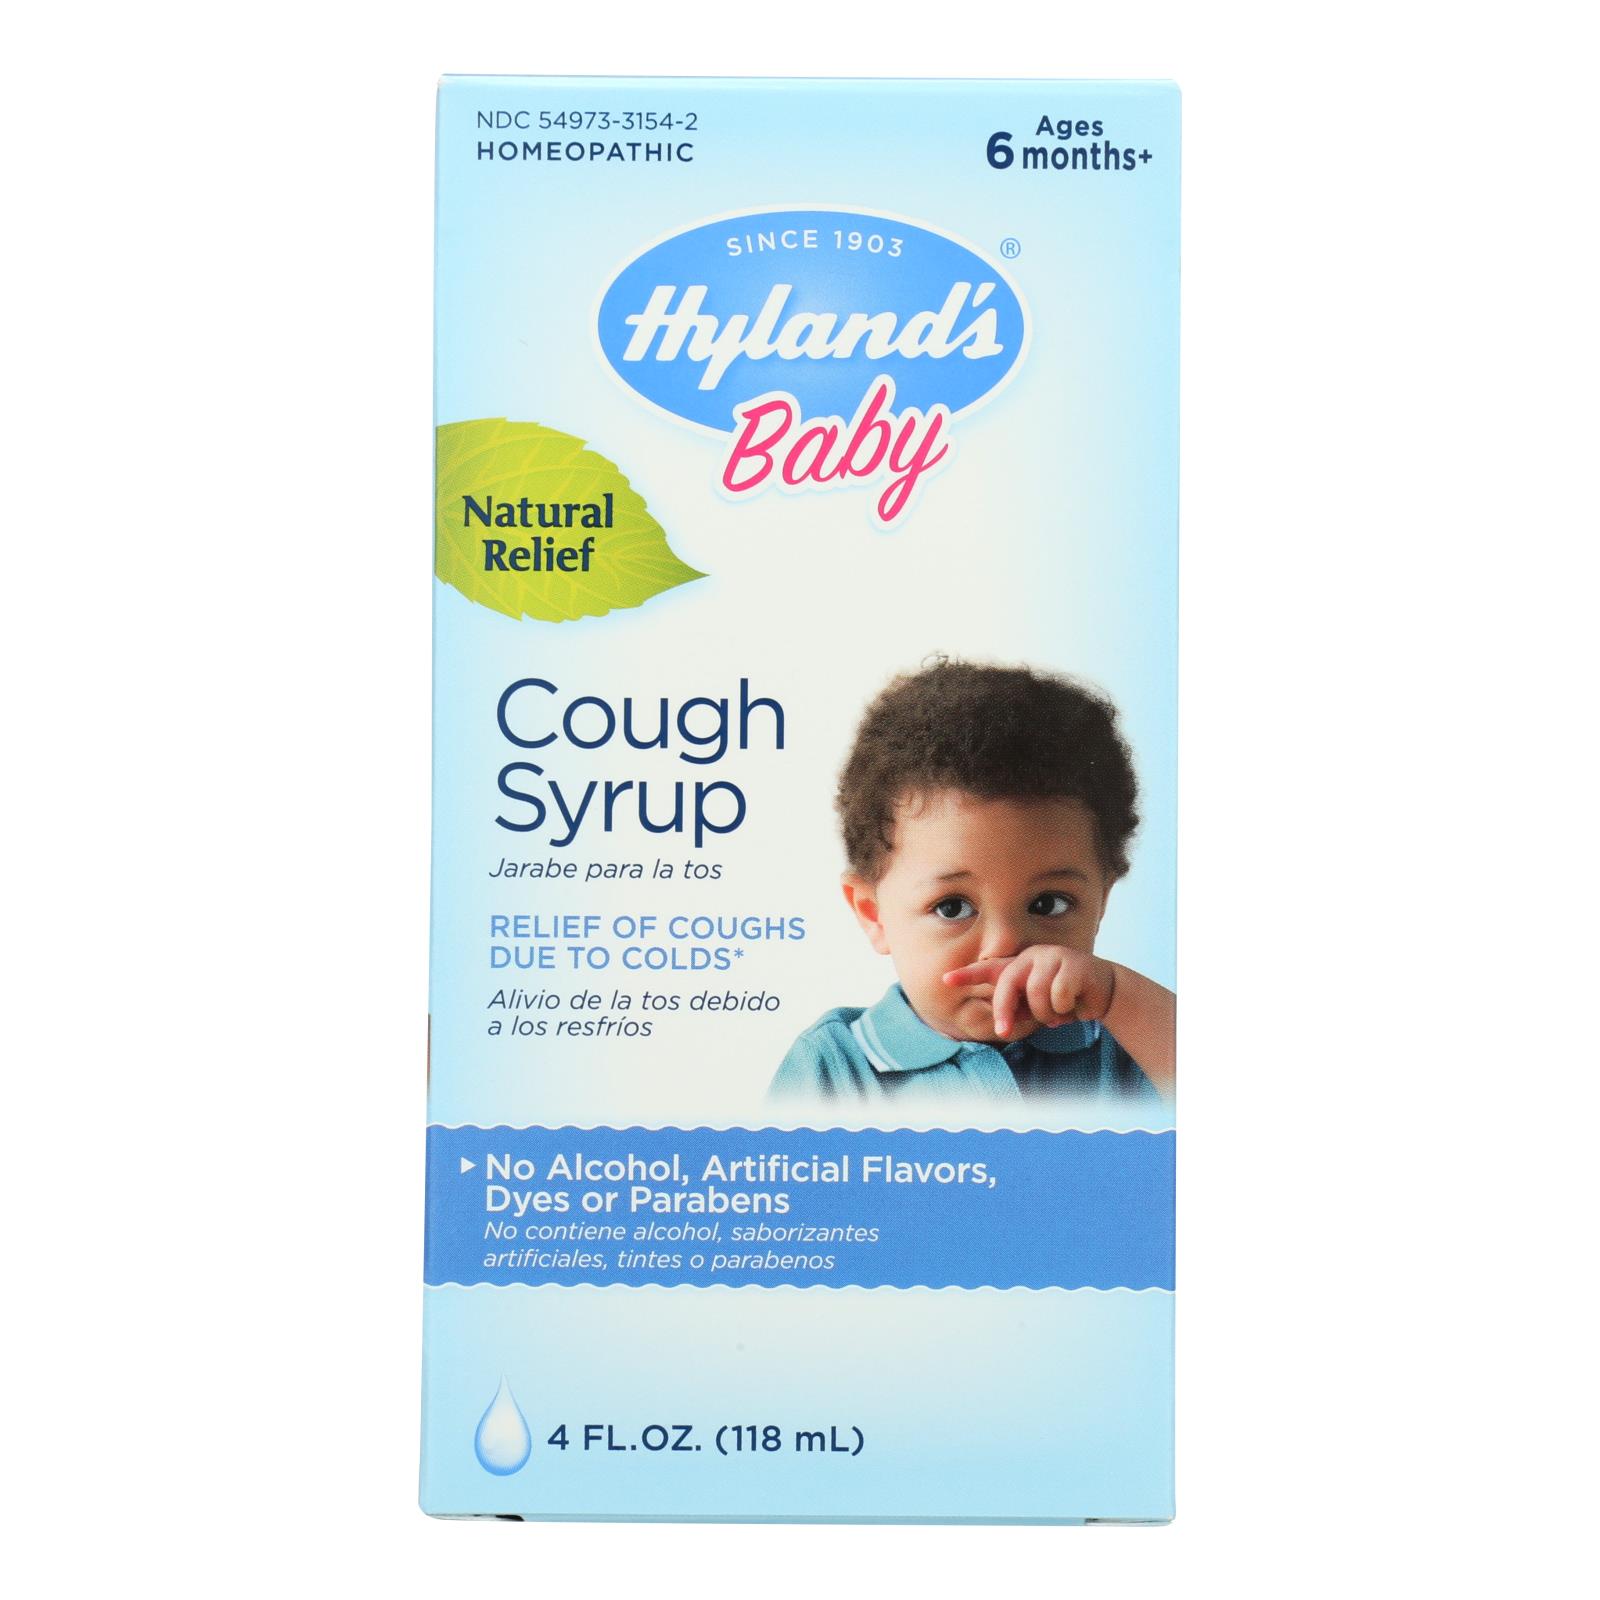 NDC 54973-3154-2
HOMEOPATHIC
Ages
6 months+
SINCE 1903
®
Hyland's
Baby
Natural
Relief
Cough
Syrup
Jarabe para la tos
RELIEF OF COUGHS
DUE TO COLDS*
Alivio de la tos debido
a los resfríos
No Alcohol, Artificial Flavors,
Dyes or Parabens
No contiene alcohol, saborizantes
artificiales, tintes o parabenos
4 FL.OZ. (118 mL)